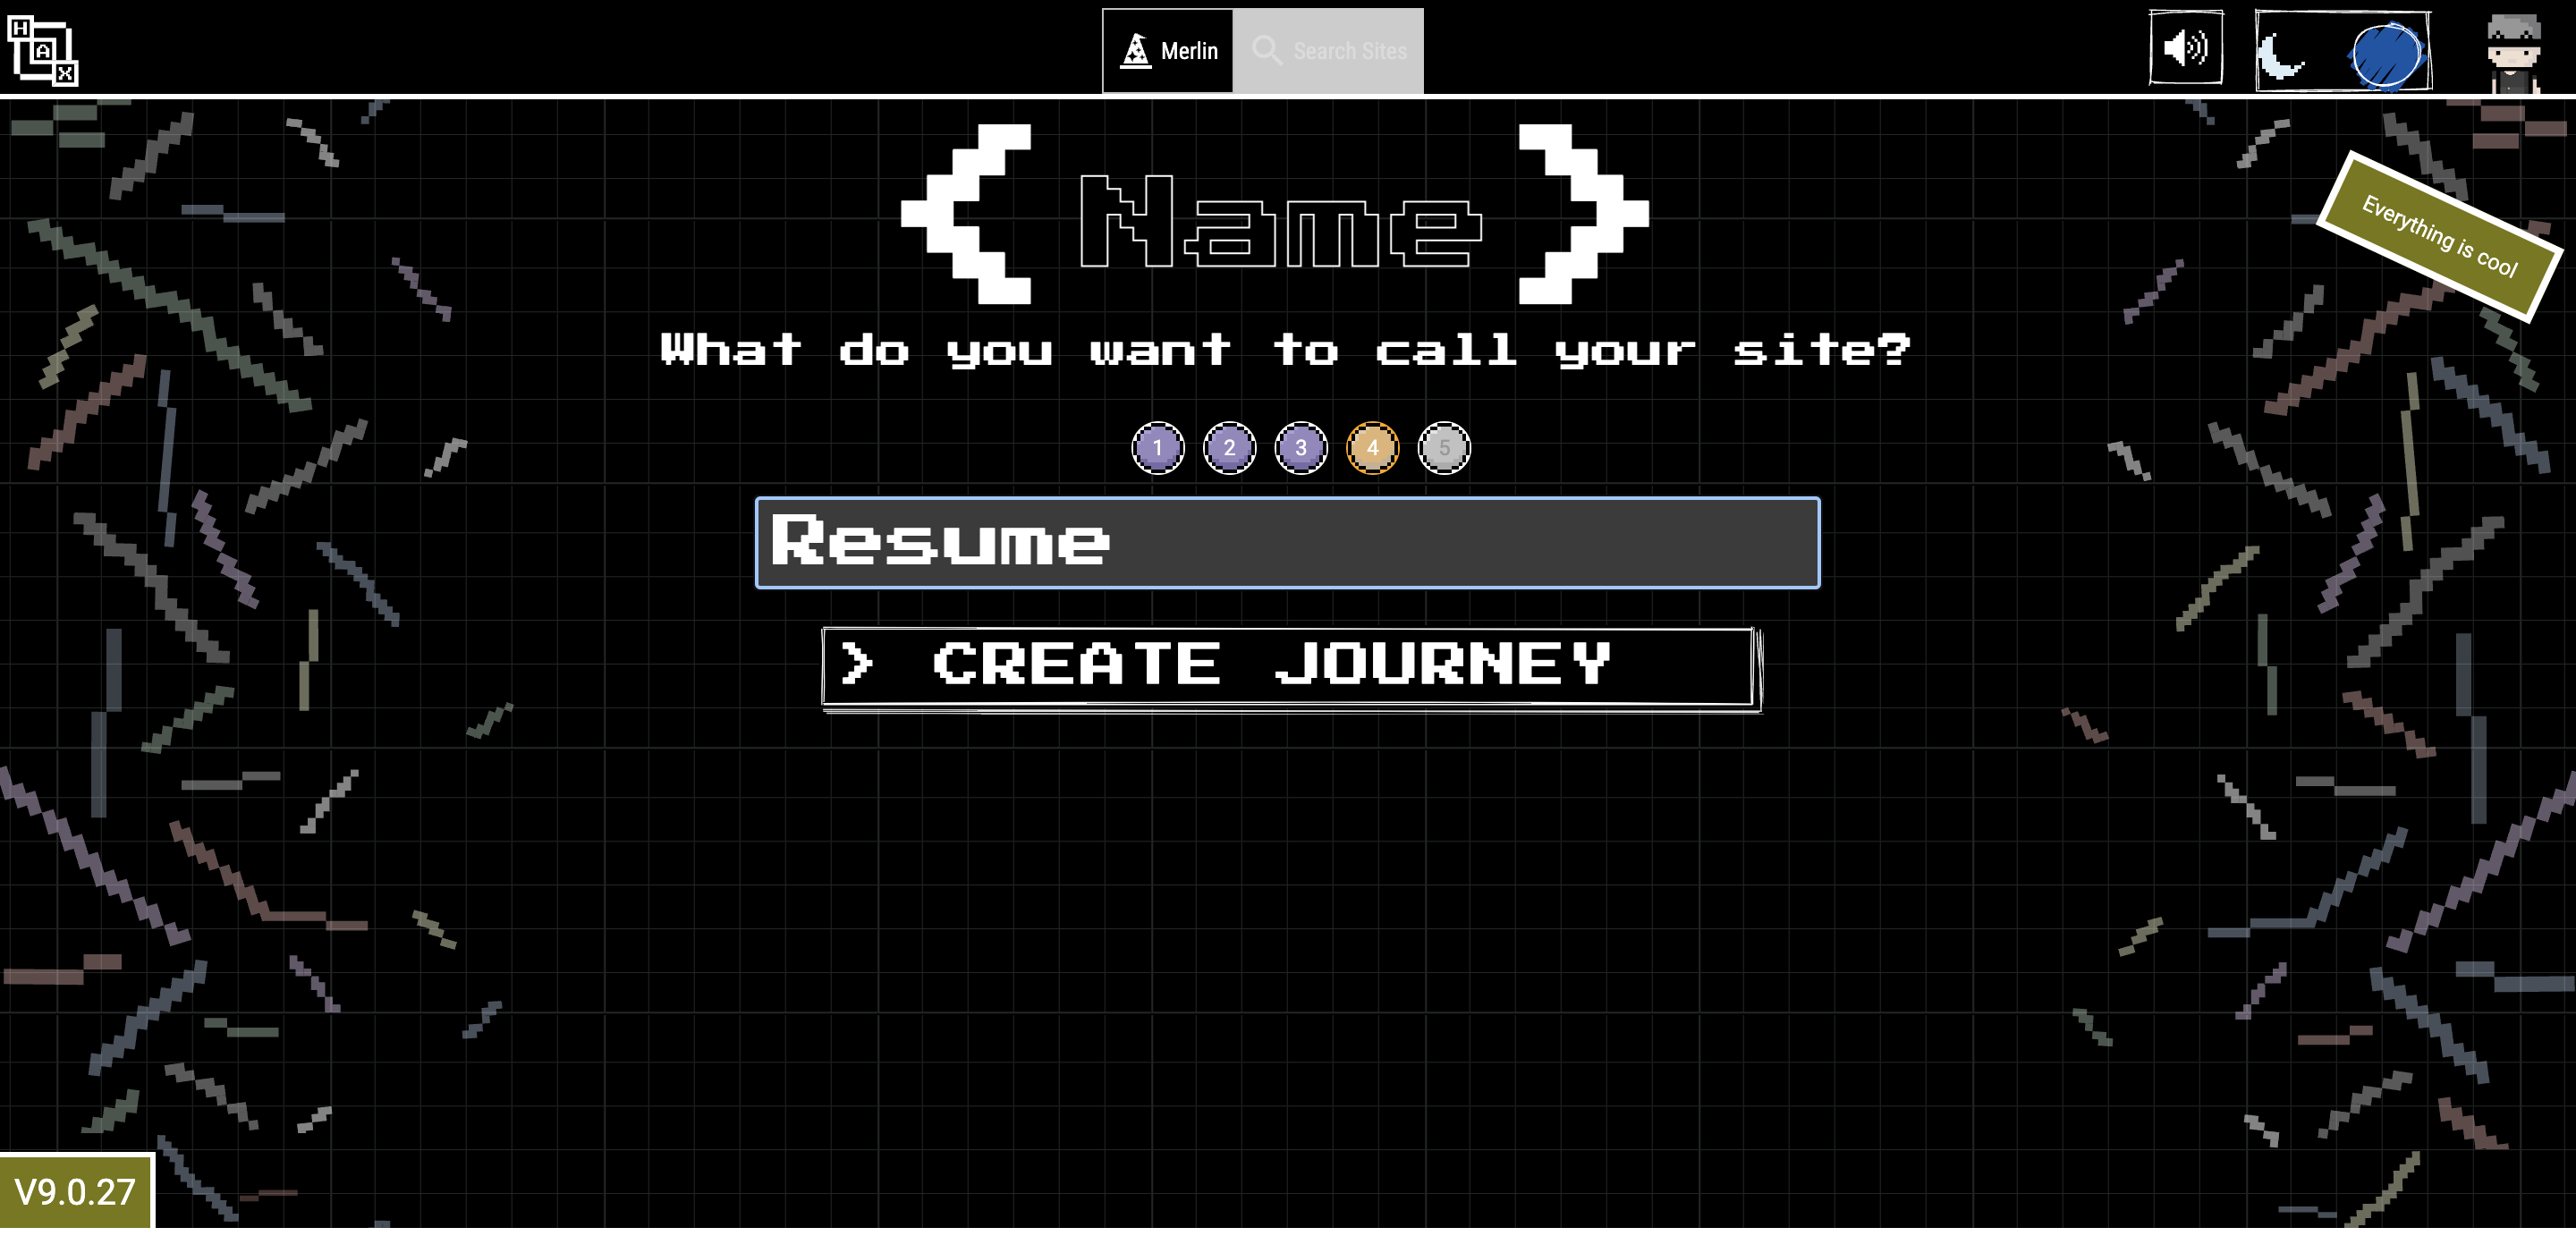 H
A
X
Merlin
Search Sites
Name
Everything is cool
What do you want to call your site?
1 2 3 4 5
Resume
> CREATE JOURNEY
V9.0.27